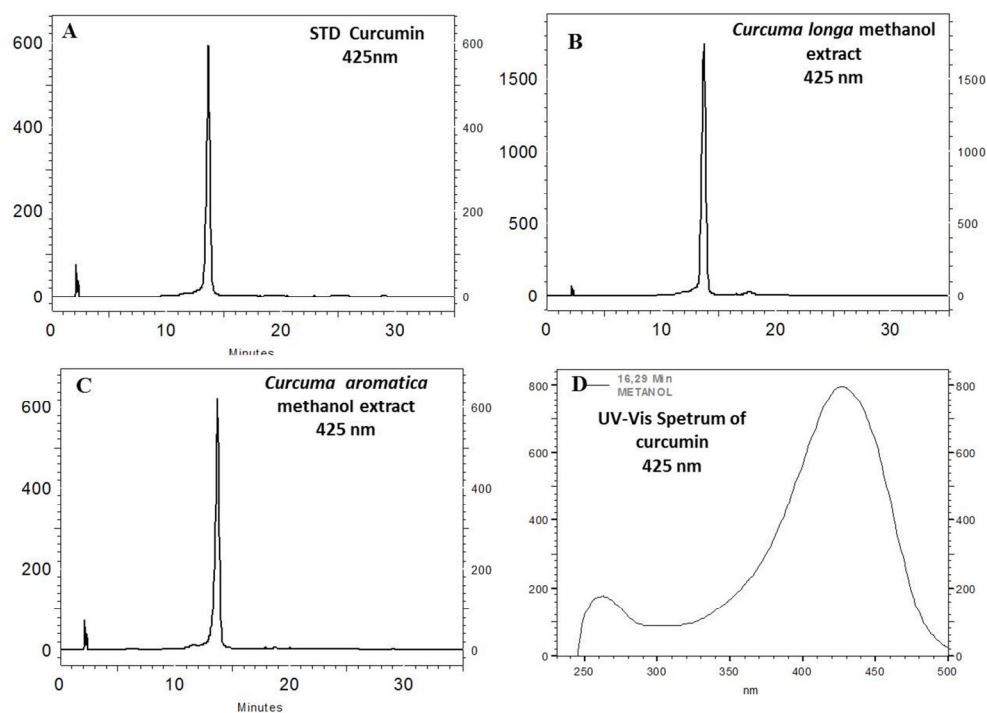 A
STD Curcumin
425nm
600
400
200
0
600
400
200
0
0 10 20 30
Minutes
B
Curcuma longa methanol
extract
425 nm
1500
1000
500
0
1500
1000
500
0
0 10 20 30
C
Curcuma aromatica
methanol extract
425 nm
600
400
200
0
600
400
200
0
0 10 20 30
Minutes
D
16,29 Min
METANOL
UV-Vis Spetrum of
curcumin
425 nm
800
600
400
200
0
800
600
400
200
0
250 300 350 400 450 500
nm